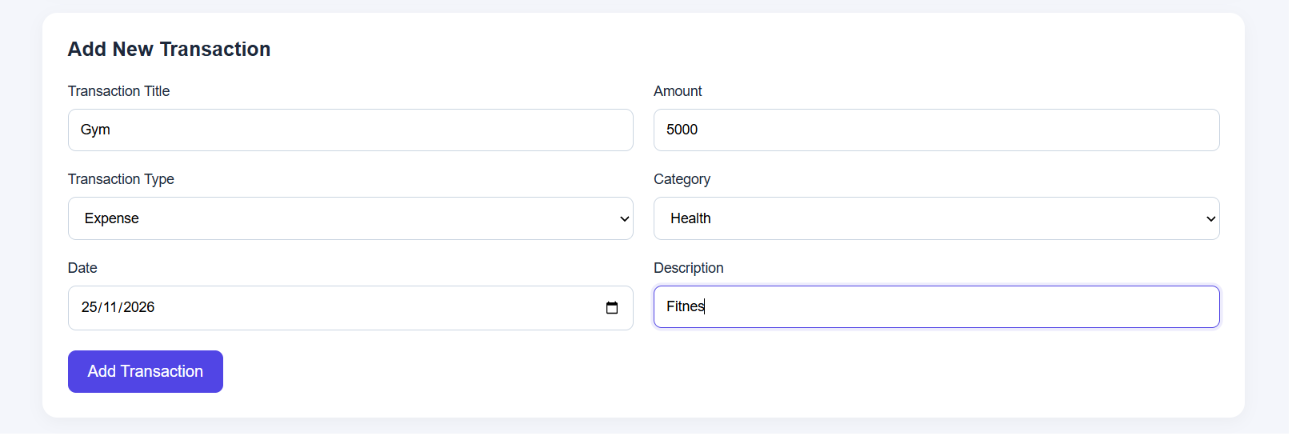 Add New Transaction
Transaction Title
Amount
Gym
5000
Transaction Type
Category
Expense
Health
Date
Description
25/11/2026
Fitnes
Add Transaction